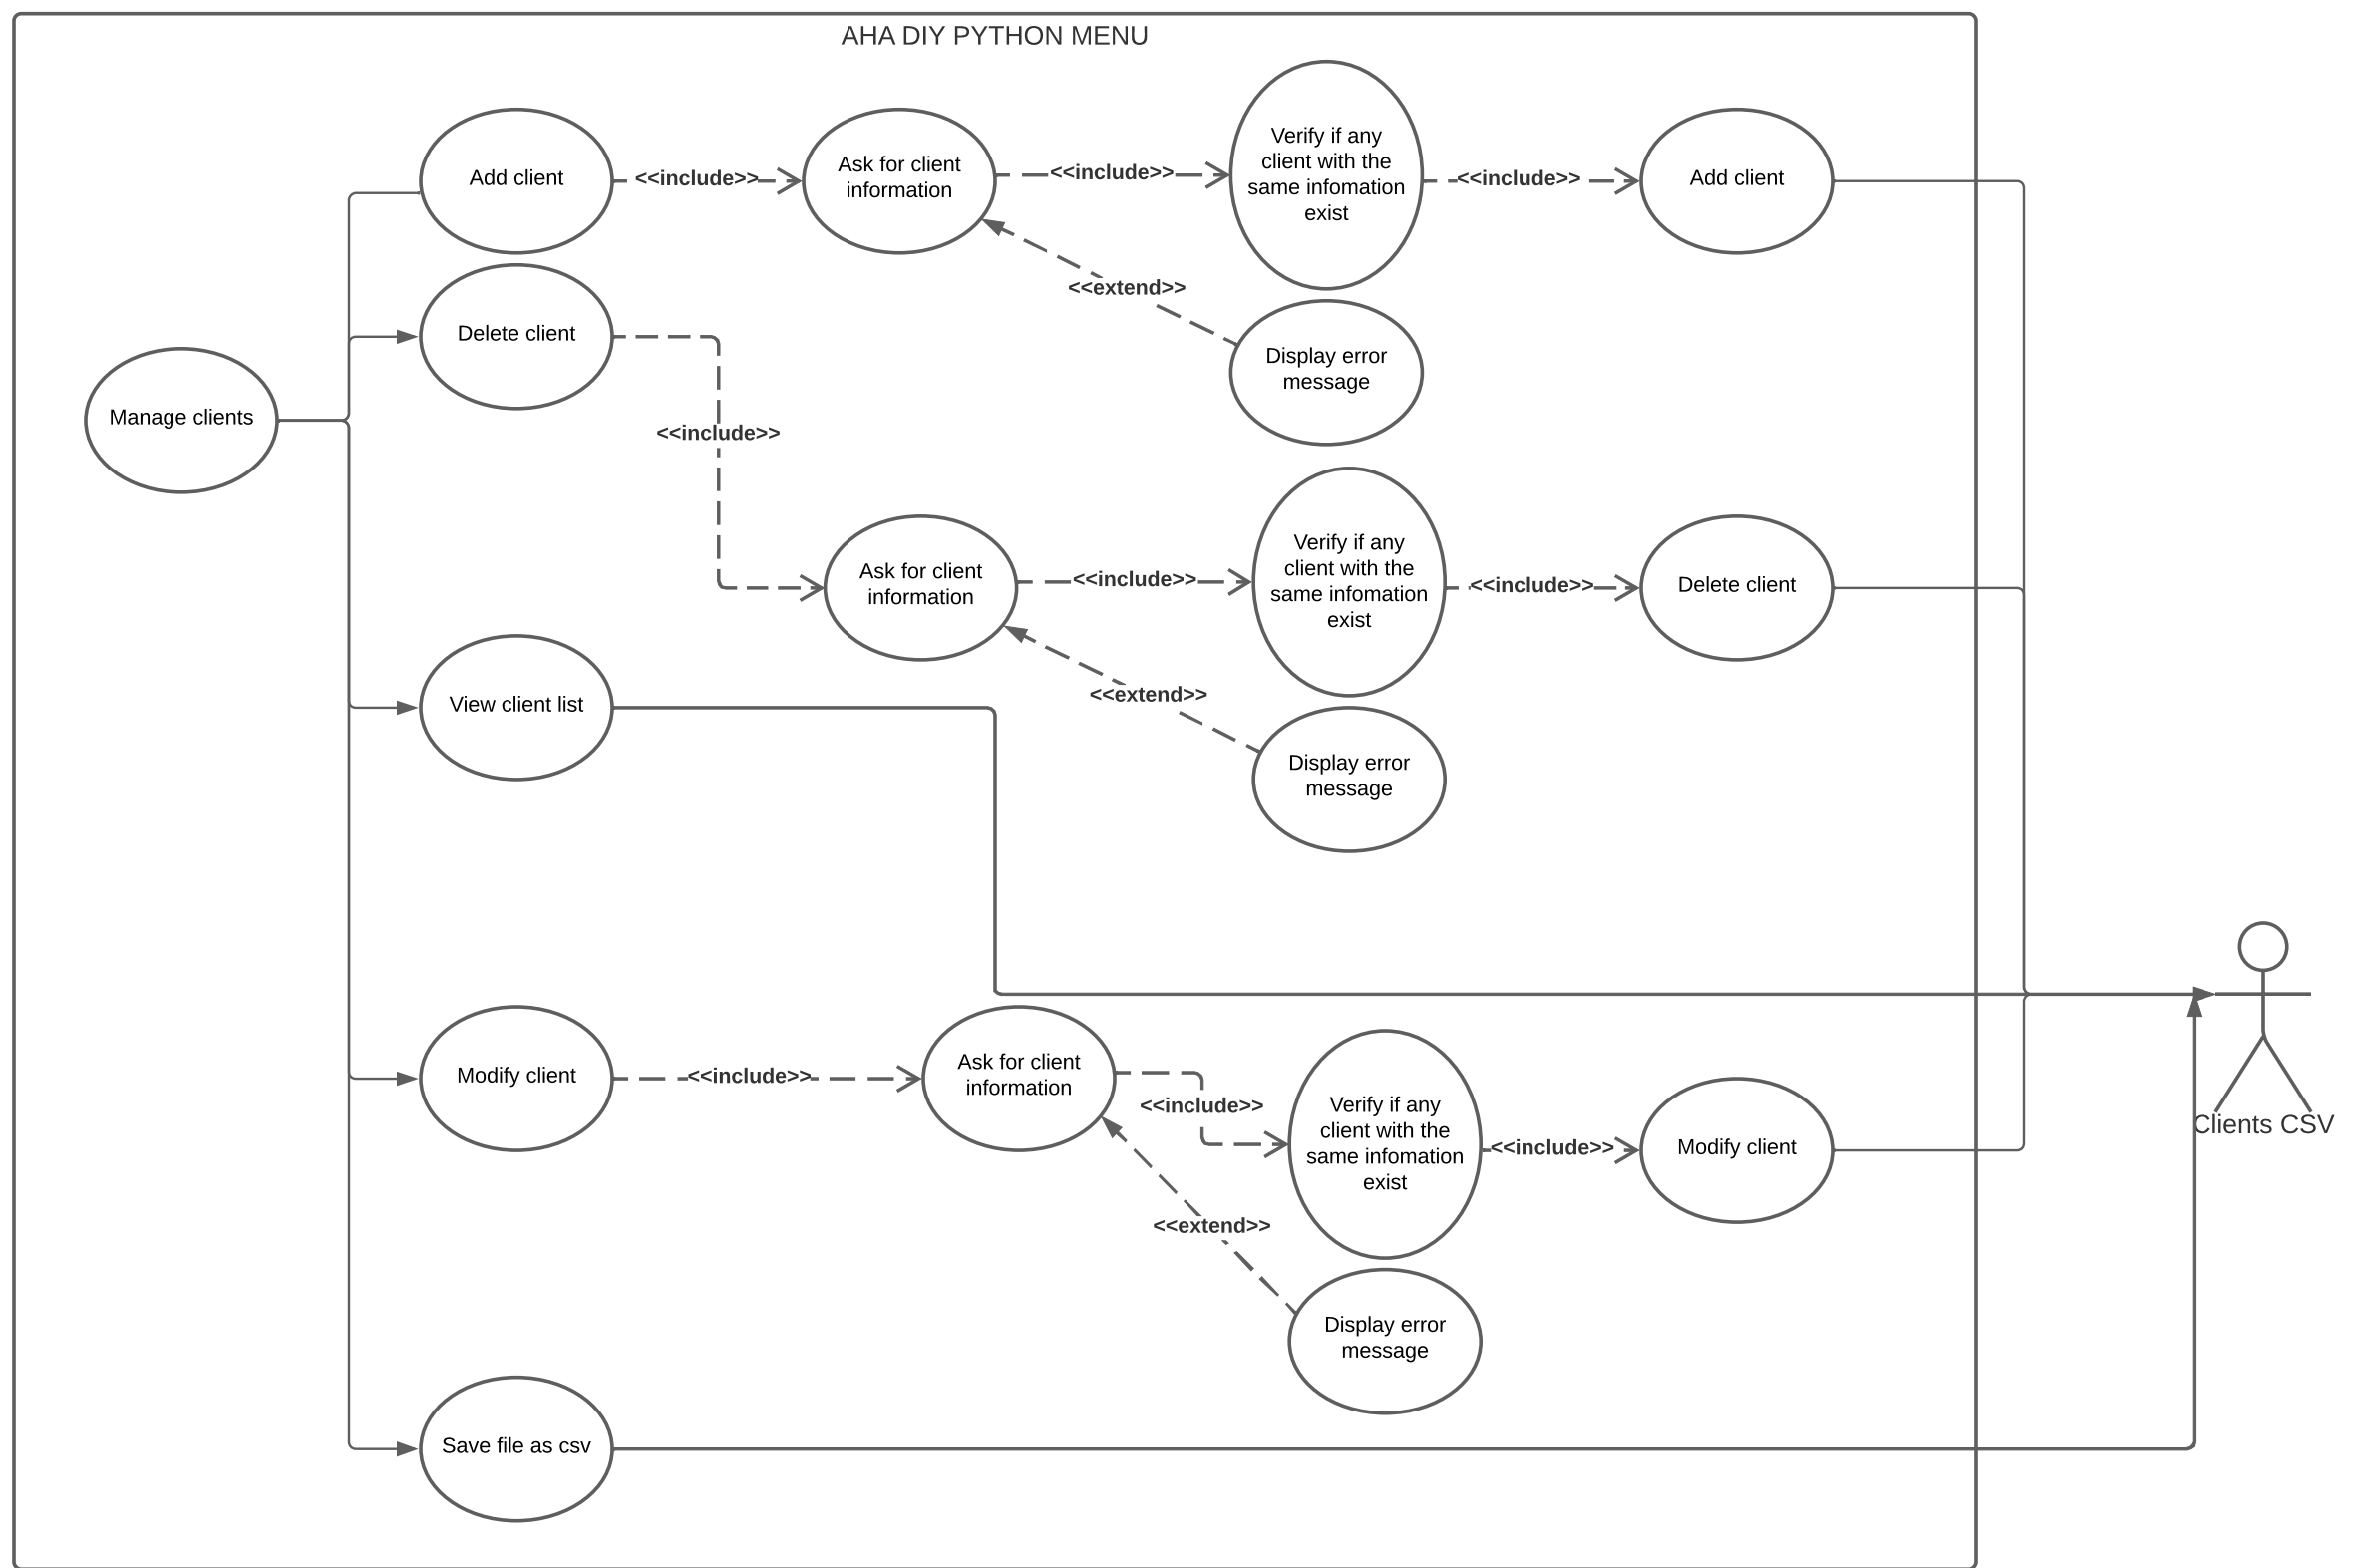 AHA DIY PYTHON MENU
Add client
<<include>>
Ask for client
information
<<include>>
Verify if any
client with the
same infomation
exist
<<include>>
Add client
<<extend>>
Display error
message
Manage clients
Delete client
<<include>>
Ask for client
information
<<include>>
Verify if any
client with the
same infomation
exist
<<include>>
Delete client
<<extend>>
Display error
message
View client list
Modify client
<<include>>
Ask for client
information
<<include>>
Verify if any
client with the
same infomation
exist
<<include>>
Modify client
<<extend>>
Display error
message
Save file as csv
Clients CSV